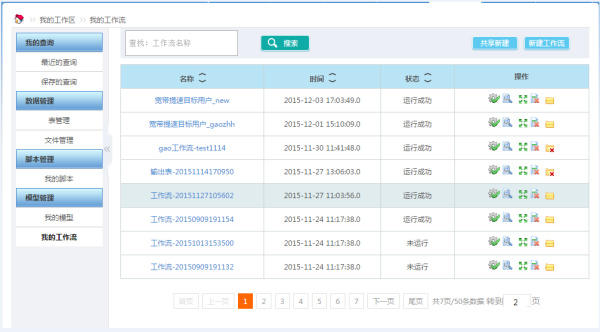 我的工作区 >> 我的工作流
我的查询
最近的查询
保存的查询
数据管理
表管理
文件管理
脚本管理
我的脚本
模型管理
我的模型
我的工作流
查找: 工作流名称 搜索 共享新建 新建工作流
名称 时间 状态 操作
宽带提速目标用户_new 2015-12-03 17:03:49.0 运行成功
宽带提速目标用户_gaozhh 2015-12-01 15:10:09.0 运行成功
gao工作流-test1114 2015-11-30 11:41:48.0 运行成功
输出表-20151114170950 2015-11-27 13:06:03.0 运行成功
工作流-20151127105602 2015-11-27 11:03:56.0 运行成功
工作流-20150909191154 2015-11-24 11:17:38.0 运行成功
工作流-20151013153500 2015-11-24 11:17:38.0 未运行
工作流-20150909191132 2015-11-24 11:17:38.0 未运行
首页 上一页 1 2 3 4 5 6 7 下一页 尾页 共7页/50条数据 转到 2 页